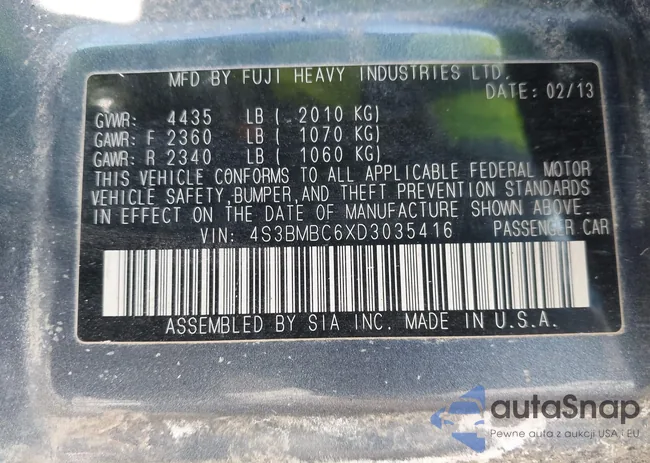 MFD BY FUJI HEAVY INDUSTRIES LTD.
DATE: 02/13
GVWR: 4435 LB ( 2010 KG)
GAWR: F 2360 LB ( 1070 KG)
GAWR: R 2340 LB ( 1060 KG)
THIS VEHICLE CONFORMS TO ALL APPLICABLE FEDERAL MOTOR
VEHICLE SAFETY,BUMPER,AND THEFT PREVENTION STANDARDS
IN EFFECT ON THE DATE OF MANUFACTURE SHOWN ABOVE.
VIN: 4S3BMBC6XD3035416 PASSENGER CAR
ASSEMBLED BY SIA INC. MADE IN U.S.A.
autaSnap
Pewne auta z aukcji USA i EU